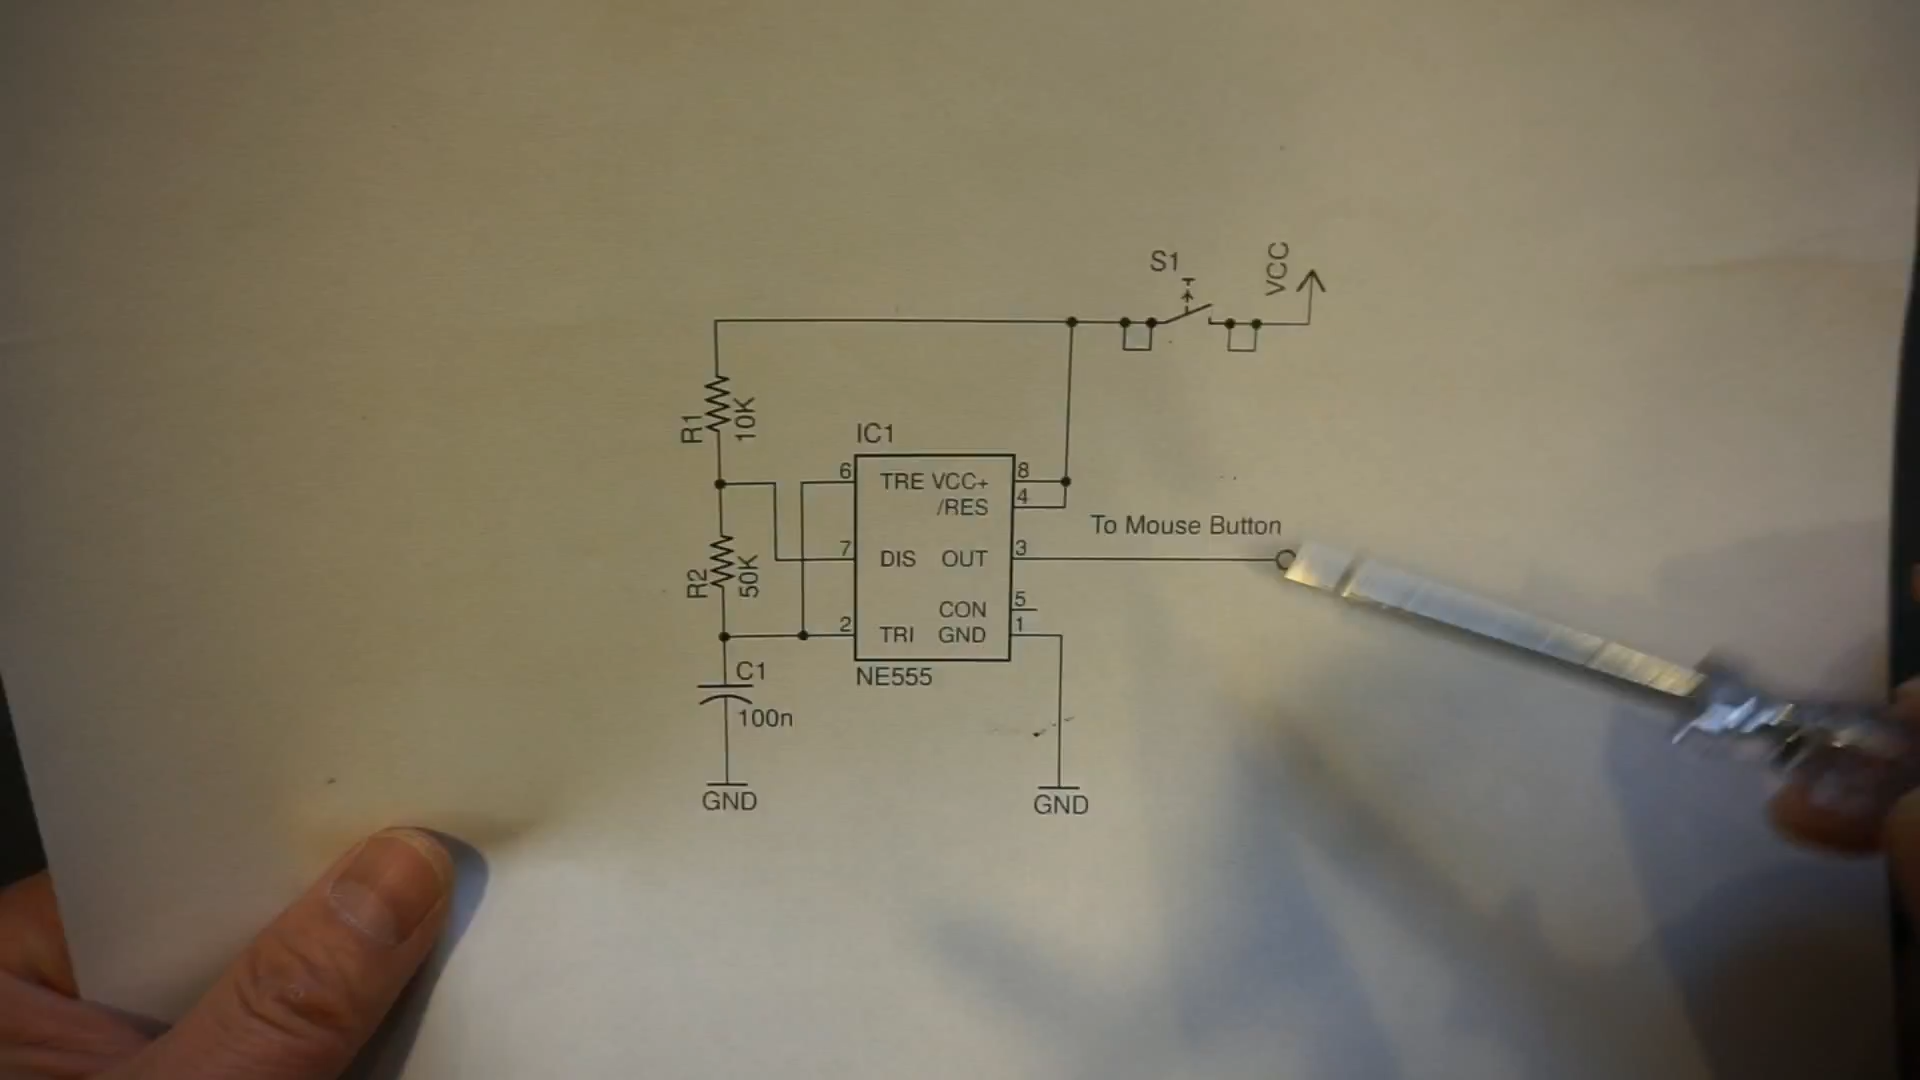 S1
VCC
R1
10K
IC1
6
TRE
VCC+
8
/RES
4
To Mouse Button
R2
50K
7
DIS
OUT
3
CON
5
2
TRI
GND
1
C1
100n
NE555
GND
GND